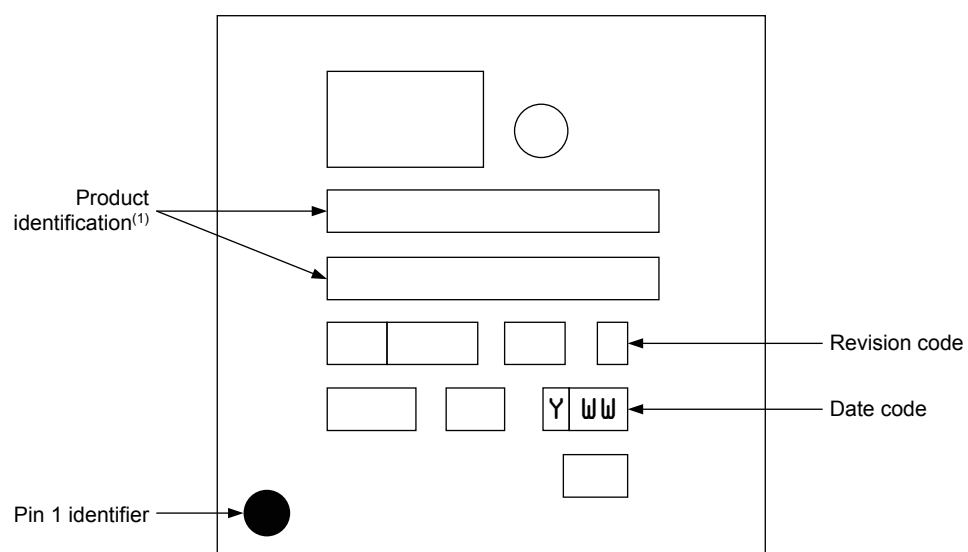 Product
identification(1)
Revision code
Y WW
Date code
Pin 1 identifier